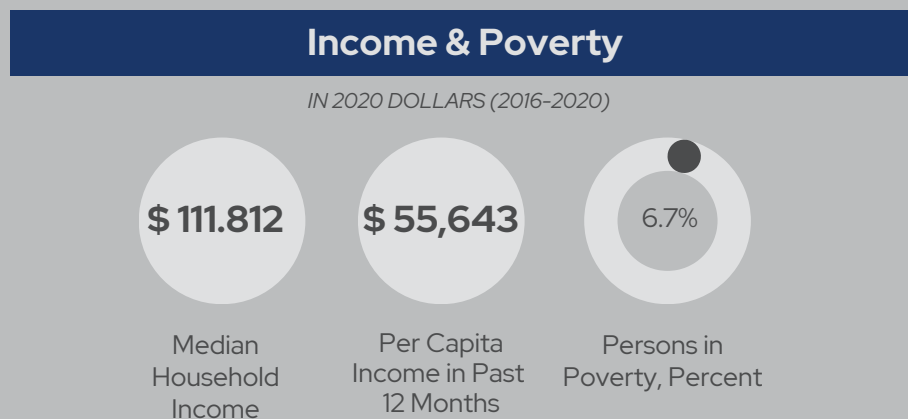 Income & Poverty
IN 2020 DOLLARS (2016-2020)
$ 111.812
$ 55,643
6.7%
Median
Household
Income
Per Capita
Income in Past
12 Months
Persons in
Poverty, Percent